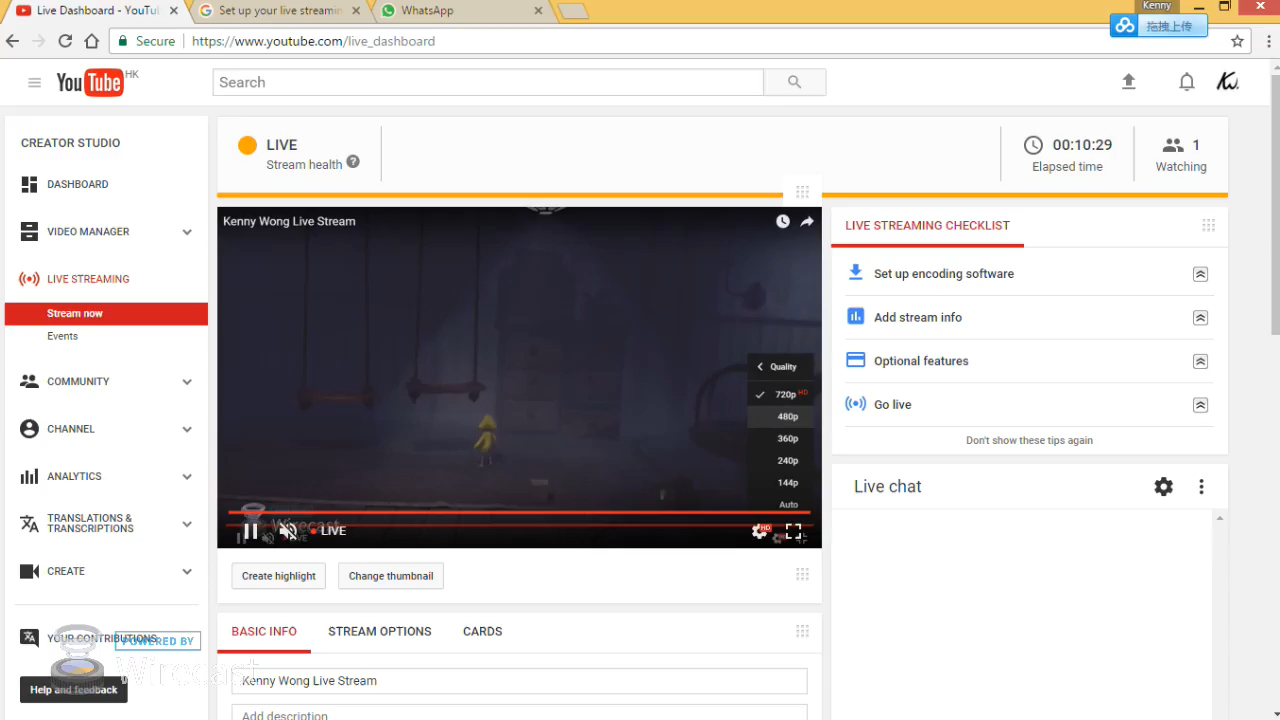 Live Dashboard - YouTu
Set up your live streamin
WhatsApp
Kenny
拖拽上传
Secure
https://www.youtube.com/live_dashboard
YouTube HK
Search
CREATOR STUDIO
DASHBOARD
VIDEO MANAGER
LIVE STREAMING
Stream now
Events
COMMUNITY
CHANNEL
ANALYTICS
TRANSLATIONS &
TRANSCRIPTIONS
CREATE
YOUR CONTRIBUTIONS
POWERED BY
Wirecast
Help and feedback
LIVE
Stream health
00:10:29
Elapsed time
1
Watching
Kenny Wong Live Stream
Quality
720p HD
480p
360p
240p
144p
Auto
Wirecast
LIVE
HD
Create highlight
Change thumbnail
BASIC INFO
STREAM OPTIONS
CARDS
Kenny Wong Live Stream
Add description
LIVE STREAMING CHECKLIST
Set up encoding software
Add stream info
Optional features
Go live
Don't show these tips again
Live chat